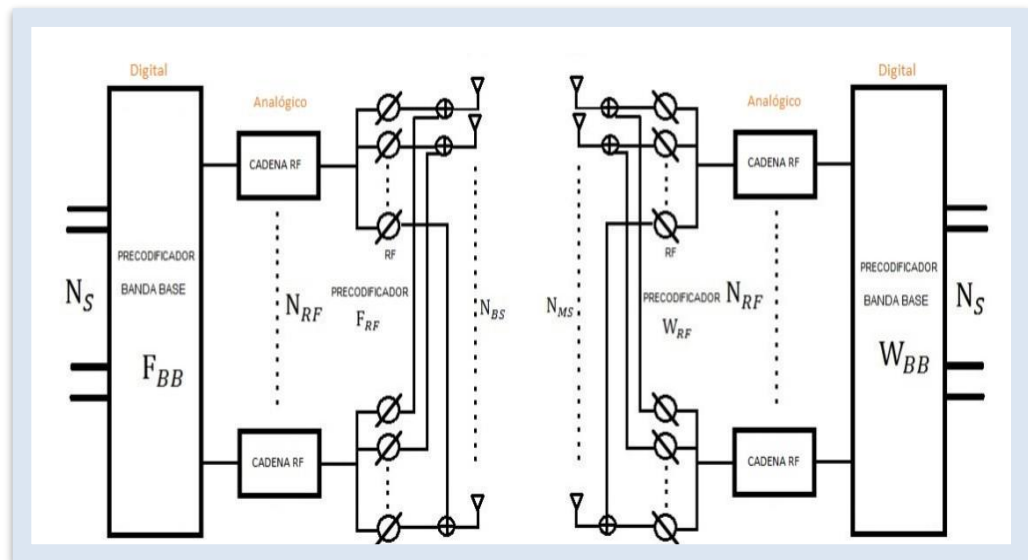 Digital
Analógico
CADENA RF
PRECODIFICADOR
BANDA BASE
F_BB
N_S
N_RF
RF
PRECODIFICADOR
F_RF
N_BS
CADENA RF
N_MS
RF
PRECODIFICADOR
W_RF
N_RF
Analógico
CADENA RF
CADENA RF
Digital
PRECODIFICADOR
BANDA BASE
W_BB
N_S